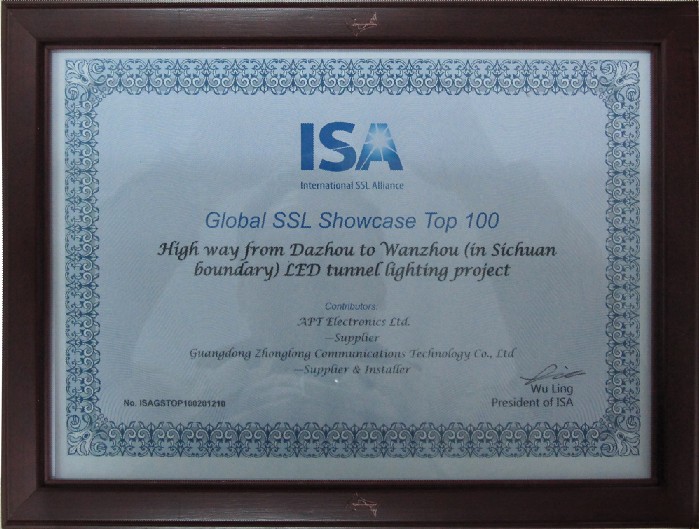 ISA
International SSL Alliance
Global SSL Showcase Top 100
High way from Dazhou to Wanzhou (in Sichuan
boundary) LED tunnel lighting project
Contributors:
APT Electronics Ltd.
—Supplier
Guangdong Zhonglong Communications Technology Co., Ltd
—Supplier & Installer
Wu Ling
No. ISAGSTOP100201210
President of ISA